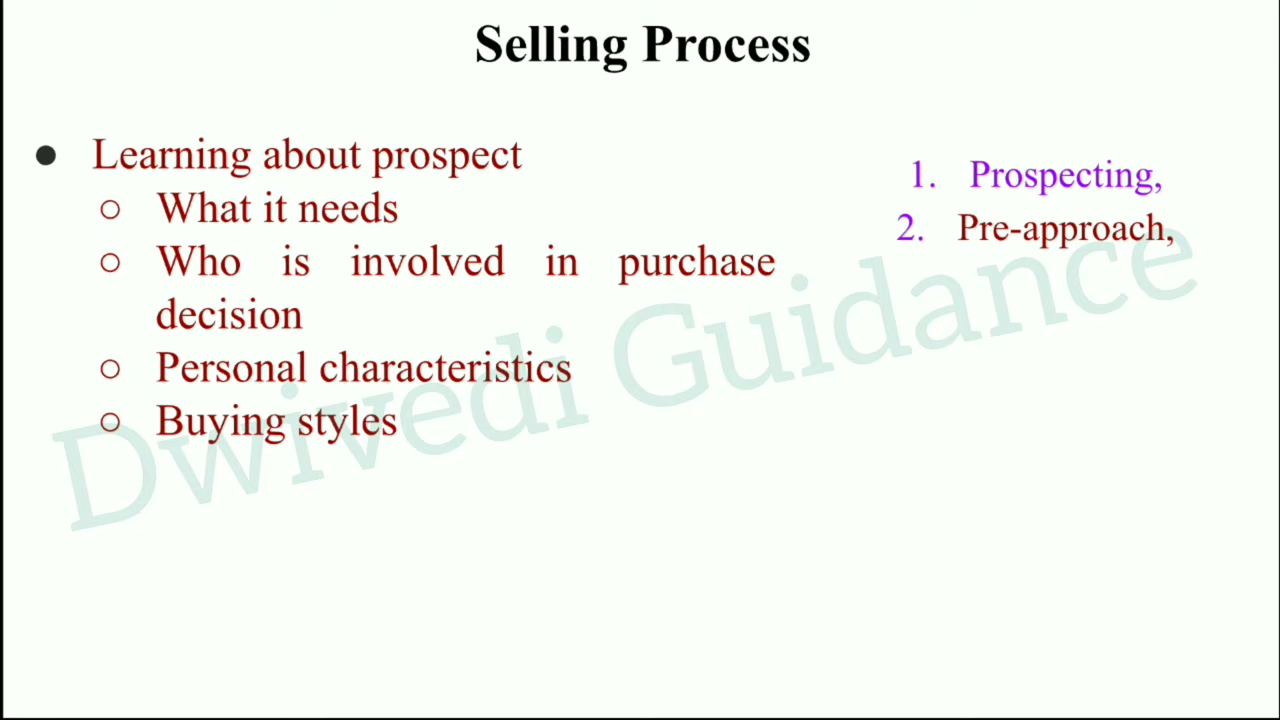 Selling Process
● Learning about prospect
○ What it needs
○ Who is involved in purchase
decision
○ Personal characteristics
○ Buying styles
1. Prospecting,
2. Pre-approach,
Dwivedi Guidance